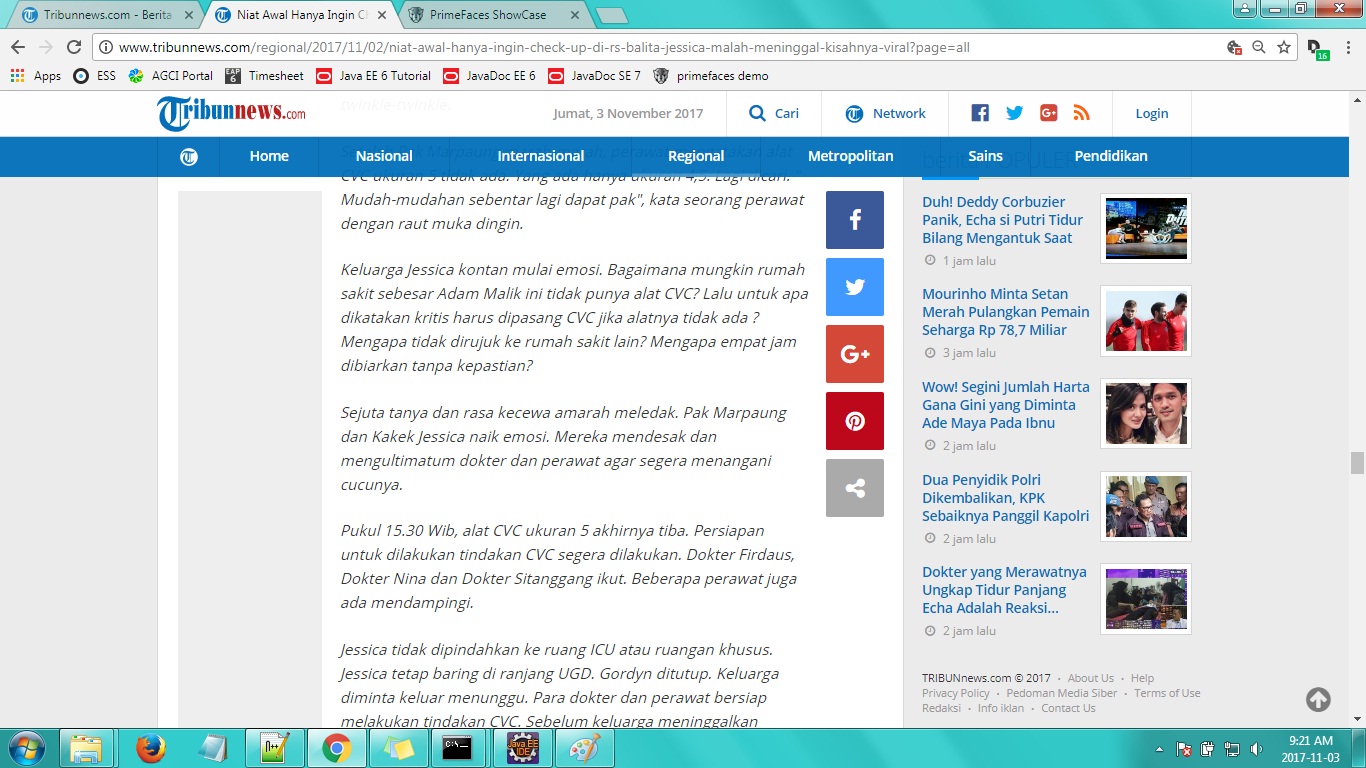 Tribunnews.com - Berita
Niat Awal Hanya Ingin Ch
PrimeFaces ShowCase
www.tribunnews.com/regional/2017/11/02/niat-awal-hanya-ingin-check-up-di-rs-balita-jessica-malah-meninggal-kisahnya-viral?page=all
16
Apps
ESS
AGCI Portal
EAP 6
Timesheet
Java EE 6 Tutorial
JavaDoc EE 6
JavaDoc SE 7
primefaces demo
twinkle-twinkle.
Tribunnews.com
Jumat, 3 November 2017
Cari
Network
Login
Home
Nasional
Internasional
Regional
Metropolitan
Sains
Pendidikan
CVC ukuran 5 tidak ada. Yang ada hanya ukuran 4,5. Lagi dicari. "
Mudah-mudahan sebentar lagi dapat pak", kata seorang perawat
dengan raut muka dingin.
Keluarga Jessica kontan mulai emosi. Bagaimana mungkin rumah
sakit sebesar Adam Malik ini tidak punya alat CVC? Lalu untuk apa
dikatakan kritis harus dipasang CVC jika alatnya tidak ada ?
Mengapa tidak dirujuk ke rumah sakit lain? Mengapa empat jam
dibiarkan tanpa kepastian?
Sejuta tanya dan rasa kecewa amarah meledak. Pak Marpaung
dan Kakek Jessica naik emosi. Mereka mendesak dan
mengultimatum dokter dan perawat agar segera menangani
cucunya.
Pukul 15.30 Wib, alat CVC ukuran 5 akhirnya tiba. Persiapan
untuk dilakukan tindakan CVC segera dilakukan. Dokter Firdaus,
Dokter Nina dan Dokter Sitanggang ikut. Beberapa perawat juga
ada mendampingi.
Jessica tidak dipindahkan ke ruang ICU atau ruangan khusus.
Jessica tetap baring di ranjang UGD. Gordyn ditutup. Keluarga
diminta keluar menunggu. Para dokter dan perawat bersiap
melakukan tindakan CVC. Sebelum keluarga meninggalkan
Duh! Deddy Corbuzier
Panik, Echa si Putri Tidur
Bilang Mengantuk Saat
1 jam lalu
Mourinho Minta Setan
Merah Pulangkan Pemain
Seharga Rp 78,7 Miliar
3 jam lalu
Wow! Segini Jumlah Harta
Gana Gini yang Diminta
Ade Maya Pada Ibnu
2 jam lalu
Dua Penyidik Polri
Dikembalikan, KPK
Sebaiknya Panggil Kapolri
2 jam lalu
Dokter yang Merawatnya
Ungkap Tidur Panjang
Echa Adalah Reaksi...
2 jam lalu
TRIBUNnews.com © 2017 • About Us • Help
Privacy Policy • Pedoman Media Siber • Terms of Use
Redaksi • Info iklan • Contact Us
9:21 AM
2017-11-03